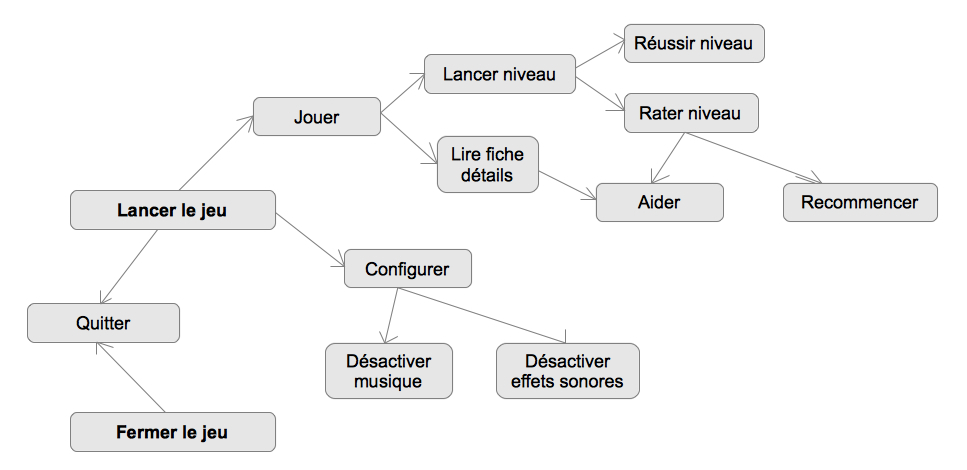 Réussir niveau
Lancer niveau
Rater niveau
Jouer
Lire fiche
détails
Aider
Recommencer
Lancer le jeu
Configurer
Quitter
Désactiver
musique
Désactiver
effets sonores
Fermer le jeu